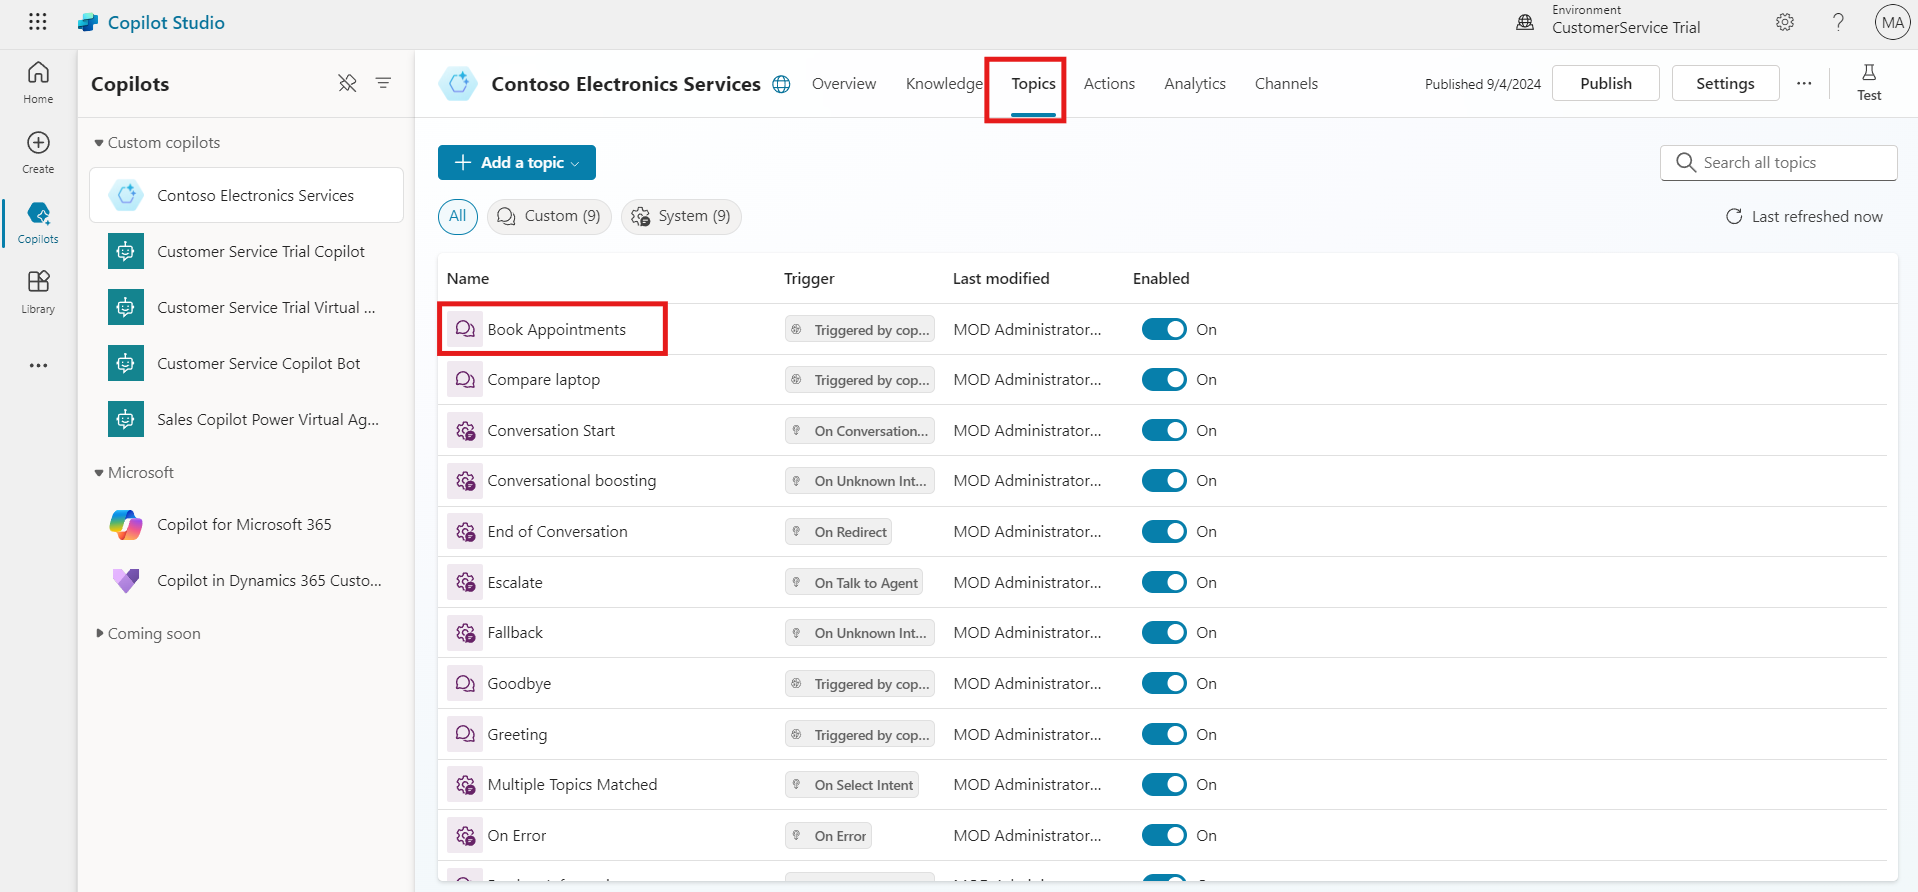 Copilot Studio
Environment
CustomerService Trial
?
MA
Home
Create
Copilots
Library
Copilots
Custom copilots
Contoso Electronics Services
Customer Service Trial Copilot
Customer Service Trial Virtual ...
Customer Service Copilot Bot
Sales Copilot Power Virtual Ag...
Microsoft
Copilot for Microsoft 365
Copilot in Dynamics 365 Custo...
Coming soon
Contoso Electronics Services
Overview
Knowledge
Topics
Actions
Analytics
Channels
Published 9/4/2024
Publish
Settings
Test
Add a topic
Search all topics
All
Custom (9)
System (9)
Last refreshed now
Name Trigger Last modified Enabled
Book Appointments Triggered by cop... MOD Administrator... On
Compare laptop Triggered by cop... MOD Administrator... On
Conversation Start On Conversation... MOD Administrator... On
Conversational boosting On Unknown Int... MOD Administrator... On
End of Conversation On Redirect MOD Administrator... On
Escalate On Talk to Agent MOD Administrator... On
Fallback On Unknown Int... MOD Administrator... On
Goodbye Triggered by cop... MOD Administrator... On
Greeting Triggered by cop... MOD Administrator... On
Multiple Topics Matched On Select Intent MOD Administrator... On
On Error On Error MOD Administrator... On